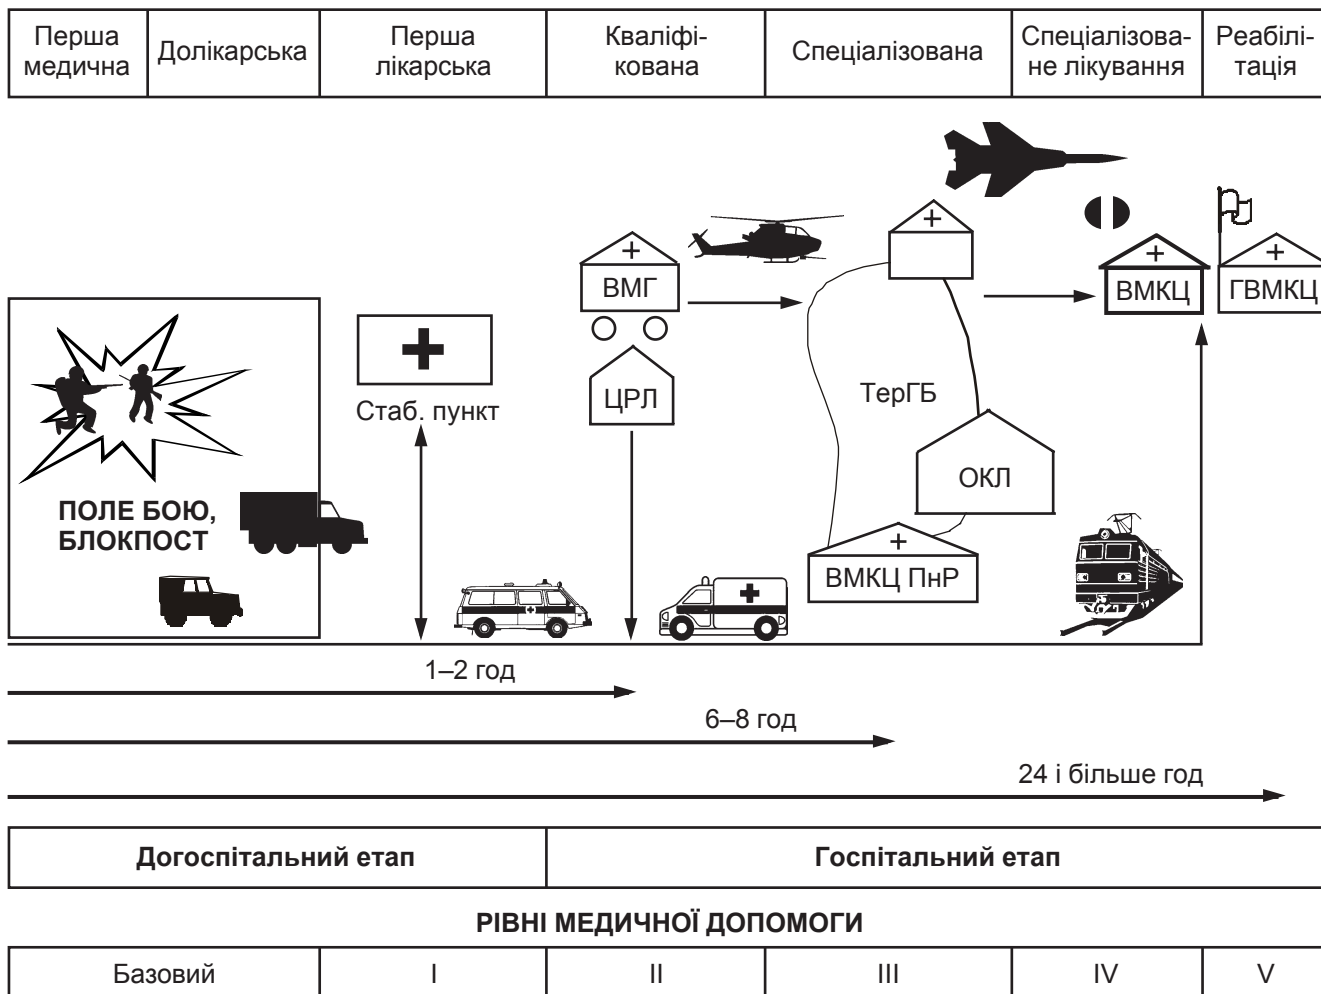 Перша
медична
Долікарська
Перша
лікарська
Кваліфі-
кована
Спеціалізована
Спеціалізова-
не лікування
Реабілі-
тація
ВМГ
ВМКЦ
ГВМКЦ
ЦРЛ
ТерГБ
Стаб. пункт
ОКЛ
ПОЛЕ БОЮ,
БЛОКПОСТ
ВМКЦ ПнР
1–2 год
6–8 год
24 і більше год
Догоспітальний етап
Госпітальний етап
РІВНІ МЕДИЧНОЇ ДОПОМОГИ
Базовий
I
II
III
IV
V